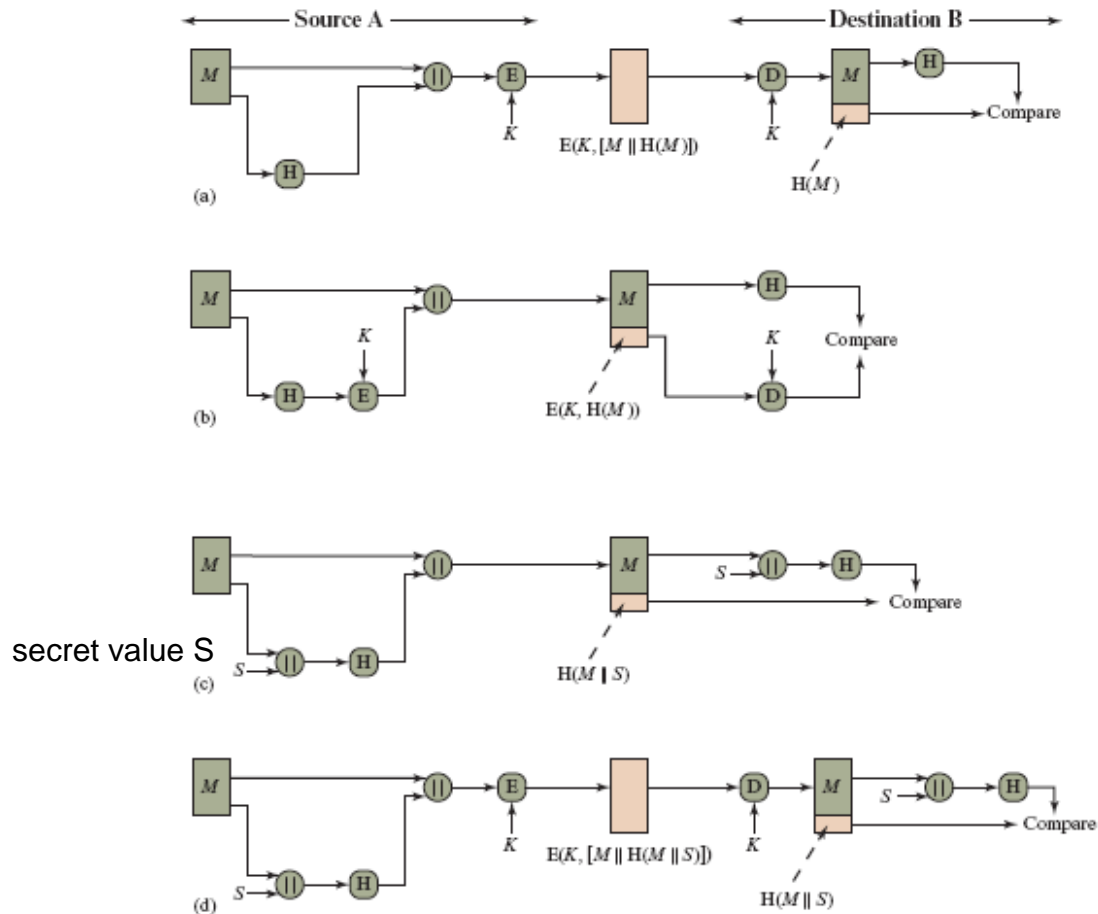 Source A Destination B
M || E D M H
K K Compare
E(K, [M || H(M)])
H H(M)
(a)
M || M H
K K Compare
H E D
E(K, H(M))
(b)
M || M S || H
Compare
secret value S S || H
H(M || S)
(c)
M || E D M S || H
K K Compare
E(K, [M || H(M || S)])
S || H H(M || S)
(d)